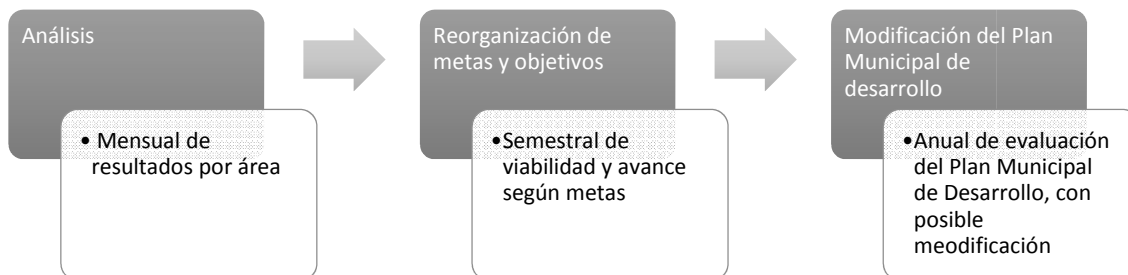 Análisis
• Mensual de
resultados por área
Reorganización de
metas y objetivos
•Semestral de
viabilidad y avance
según metas
Modificación del Plan
Municipal de
desarrollo
•Anual de evaluación
del Plan Municipal
de Desarrollo, con
posible
meodificación